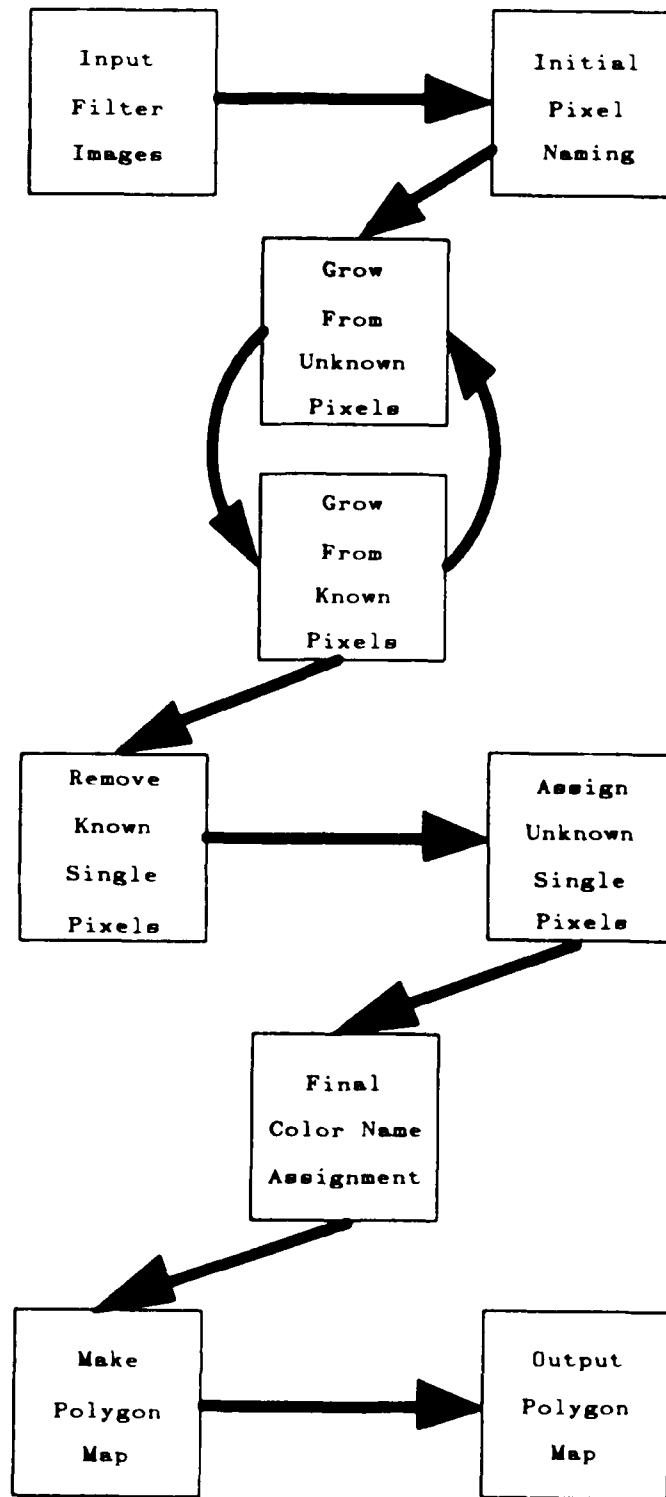 Input
Filter
Images
Initial
Pixel
Naming
Grow
From
Unknown
Pixels
Grow
From
Known
Pixels
Remove
Known
Single
Pixels
Assign
Unknown
Single
Pixels
Final
Color Name
Assignment
Make
Polygon
Map
Output
Polygon
Map